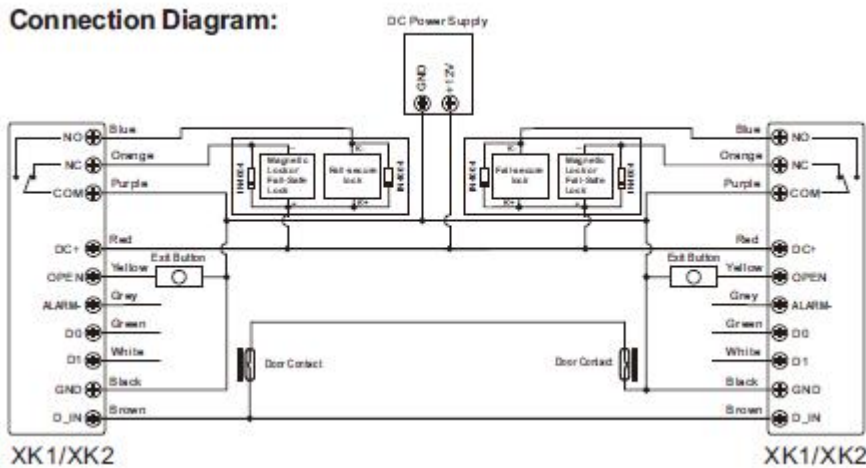 Connection Diagram:
DC Power Supply
GND
+12V
NO
Blue
NC
Orange
COM
Purple
DC+
Red
OPEN
Yellow
Exit Button
ALARM-
Grey
D0
Green
D1
White
GND
Black
D_IN
Brown
XK1/XK2
IN4004
-
Magnetic
Lock or
Fail-Safe
Lock
+
K-
Fail-secure
lock
K+
IN4004
IN4004
K-
Fail-secure
lock
K+
-
Magnetic
Lock or
Fail-Safe
Lock
+
IN4004
Door Contact
Door Contact
Blue
NO
Orange
NC
Purple
COM
Red
DC+
Exit Button
Yellow
OPEN
Grey
ALARM-
Green
D0
White
D1
Black
GND
Brown
D_IN
XK1/XK2